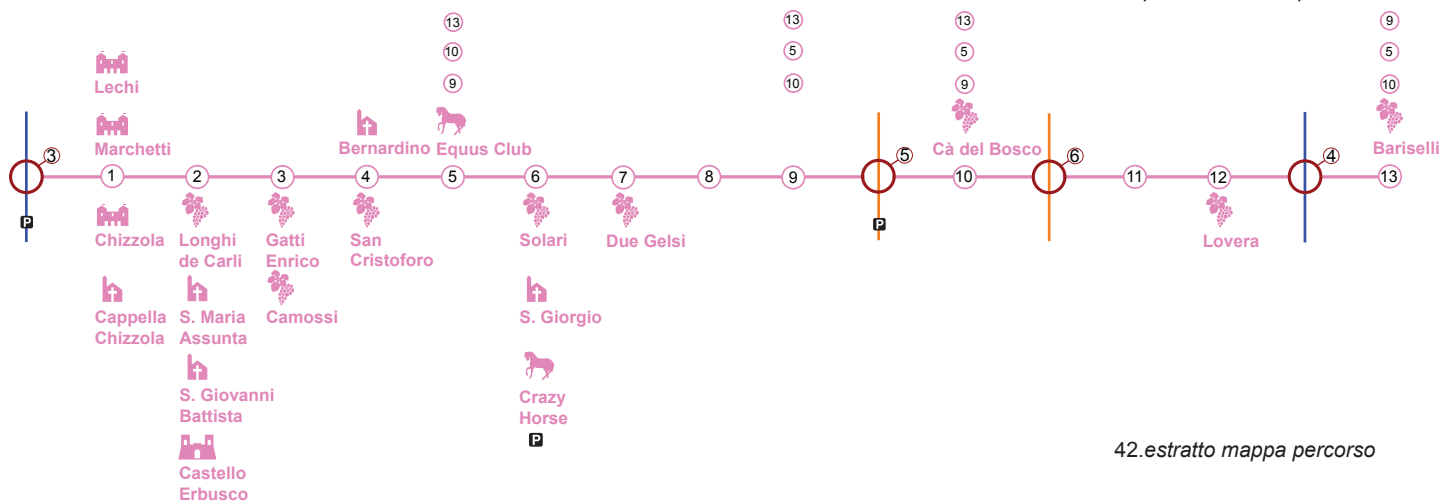 13 13 13 9
10 5 5 5
9 10 9 10
Lechi
Marchetti
Bernardino
Equus Club
Cà del Bosco
Bariselli
3 5 6 4
1 2 3 4 5 6 7 8 9 10 11 12 13
P
P
Chizzola
Longhi
de Carli
Gatti
Enrico
San
Cristoforo
Solari
Due Gelsi
Lovera
Cappella
Chizzola
S. Maria
Assunta
Camossi
S. Giorgio
S. Giovanni
Battista
Crazy
Horse
P
Castello
Erbusco
42.estratto mappa percorso